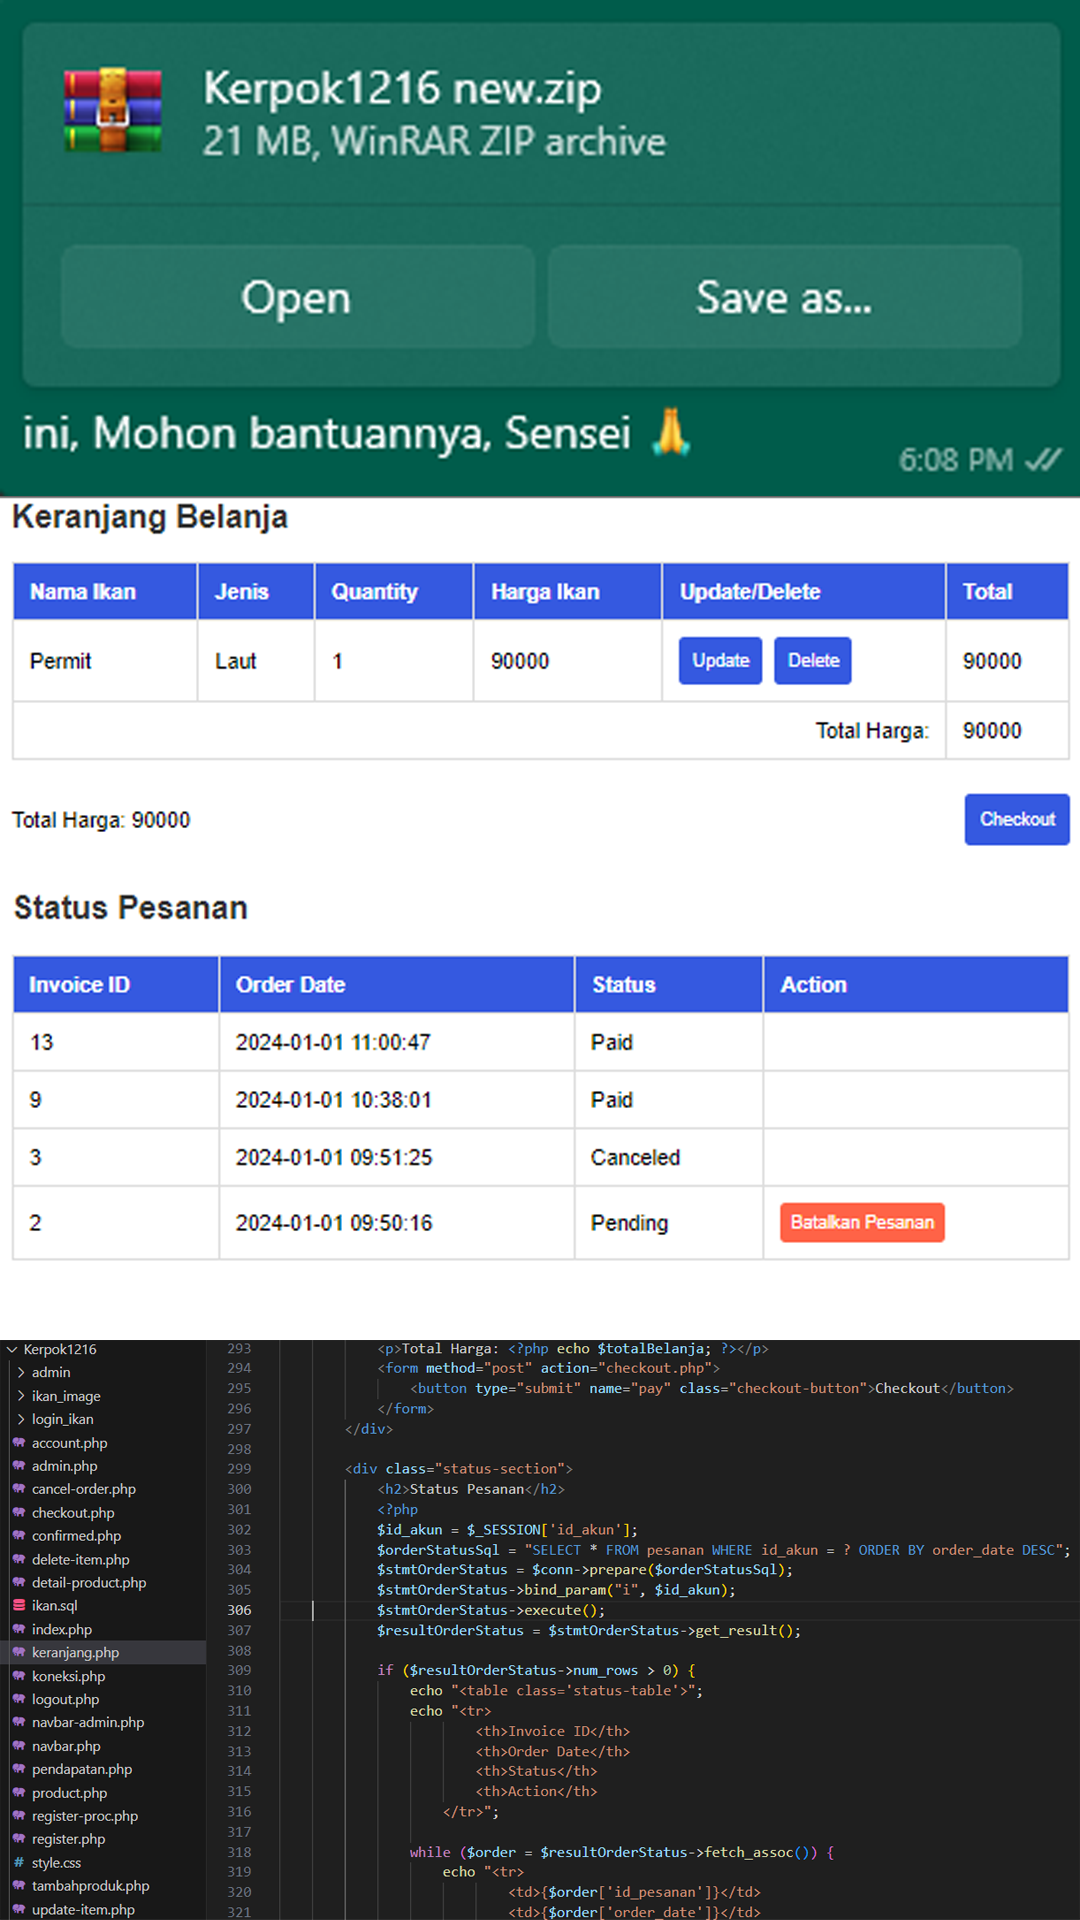 Kerpok1216 new.zip
21 MB, WinRAR ZIP archive
Open
Save as...
ini, Mohon bantuannya, Sensei 🙏
6:08 PM
Keranjang Belanja
Nama Ikan Jenis Quantity Harga Ikan Update/Delete Total
Permit Laut 1 90000 Update Delete 90000
Total Harga: 90000
Total Harga: 90000
Checkout
Status Pesanan
Invoice ID Order Date Status Action
13 2024-01-01 11:00:47 Paid
9 2024-01-01 10:38:01 Paid
3 2024-01-01 09:51:25 Canceled
2 2024-01-01 09:50:16 Pending Batalkan Pesanan
Kerpok1216
admin
ikan_image
login_ikan
account.php
admin.php
cancel-order.php
checkout.php
confirmed.php
delete-item.php
detail-product.php
ikan.sql
index.php
keranjang.php
koneksi.php
logout.php
navbar-admin.php
navbar.php
pendapatan.php
product.php
register-proc.php
register.php
# style.css
tambahproduk.php
update-item.php
293 <p>Total Harga: <?php echo $totalBelanja; ?></p>
294 <form method="post" action="checkout.php">
295 <button type="submit" name="pay" class="checkout-button">Checkout</button>
296 </form>
297 </div>
298
299 <div class="status-section">
300 <h2>Status Pesanan</h2>
301 <?php
302 $id_akun = $_SESSION['id_akun'];
303 $orderStatusSql = "SELECT * FROM pesanan WHERE id_akun = ? ORDER BY order_date DESC";
304 $stmtOrderStatus = $conn->prepare($orderStatusSql);
305 $stmtOrderStatus->bind_param("i", $id_akun);
306 $stmtOrderStatus->execute();
307 $resultOrderStatus = $stmtOrderStatus->get_result();
308
309 if ($resultOrderStatus->num_rows > 0) {
310 echo "<table class='status-table'>";
311 echo "<tr>
312 <th>Invoice ID</th>
313 <th>Order Date</th>
314 <th>Status</th>
315 <th>Action</th>
316 </tr>";
317
318 while ($order = $resultOrderStatus->fetch_assoc()) {
319 echo "<tr>
320 <td>{$order['id_pesanan']}</td>
321 <td>{$order['order_date']}</td>